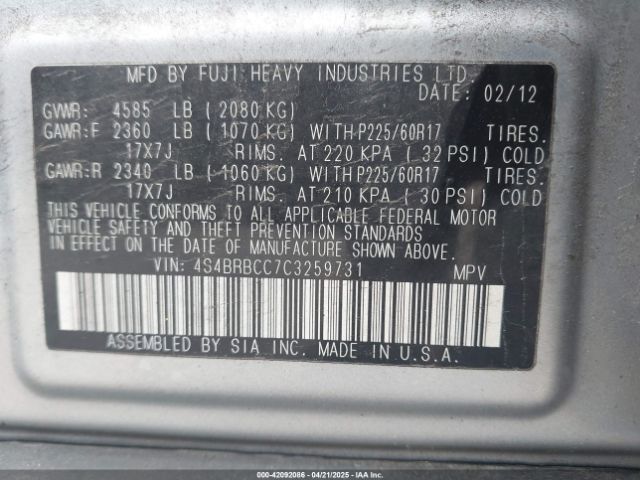 MFD BY FUJI HEAVY INDUSTRIES LTD.
DATE: 02/12
GVWR: 4585 LB (2080 KG)
GAWR:F 2360 LB (1070 KG) WITH P225/60R17 TIRES.
17X7J RIMS. AT 220 KPA (32 PSI) COLD
GAWR:R 2340 LB (1060 KG) WITH P225/60R17 TIRES.
17X7J RIMS. AT 210 KPA (30 PSI) COLD
THIS VEHICLE CONFORMS TO ALL APPLICABLE FEDERAL MOTOR
VEHICLE SAFETY AND THEFT PREVENTION STANDARDS
IN EFFECT ON THE DATE OF MANUFACTURE SHOWN ABOVE.
VIN: 4S4BRBCC7C3259731 MPV
ASSEMBLED BY SIA INC. MADE IN U.S.A.
000-42092086 - 04/21/2025 - IAAI.COM